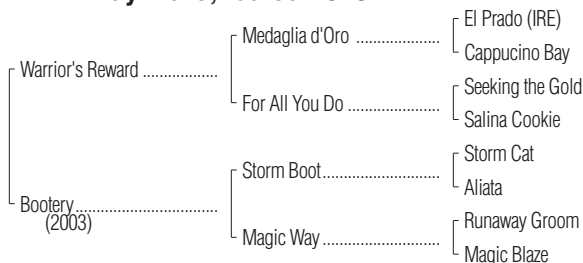 El Prado (IRE)
Medaglia d'Oro ....................
Cappucino Bay
Warrior's Reward ..................
Seeking the Gold
For All You Do ......................
Salina Cookie
Storm Cat
Storm Boot...........................
Aliata
Bootery..................................
(2003)
Runaway Groom
Magic Way...........................
Magic Blaze